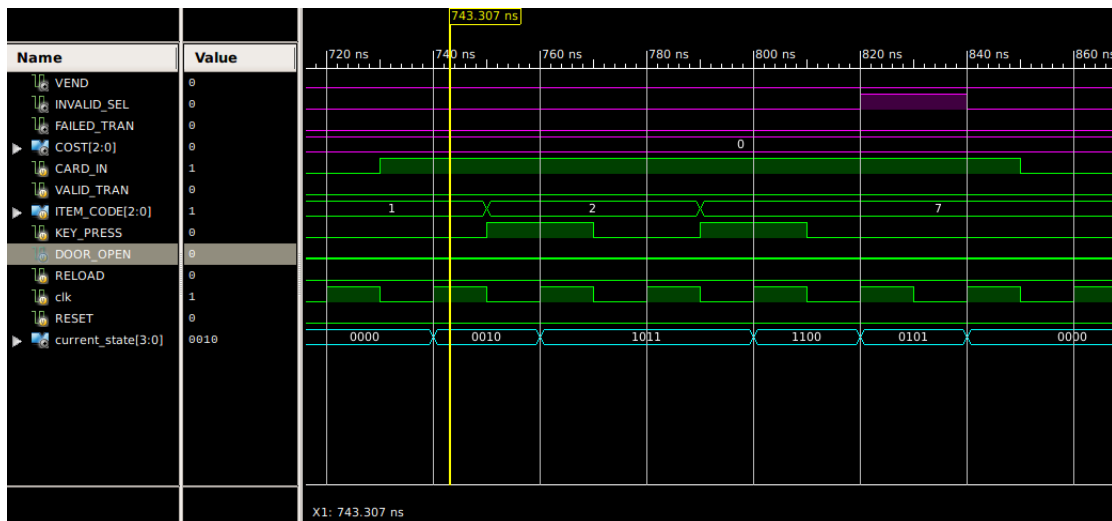 743.307 ns
Name Value
720 ns 740 ns 760 ns 780 ns 800 ns 820 ns 840 ns 860 ns
VEND 0
INVALID_SEL 0
FAILED_TRAN 0
COST[2:0] 0 0
CARD_IN 1
VALID_TRAN 0
ITEM_CODE[2:0] 1 1 2 7
KEY_PRESS 0
DOOR_OPEN 0
RELOAD 0
clk 1
RESET 0
current_state[3:0] 0010 0000 0010 1011 1100 0101 0000
X1: 743.307 ns